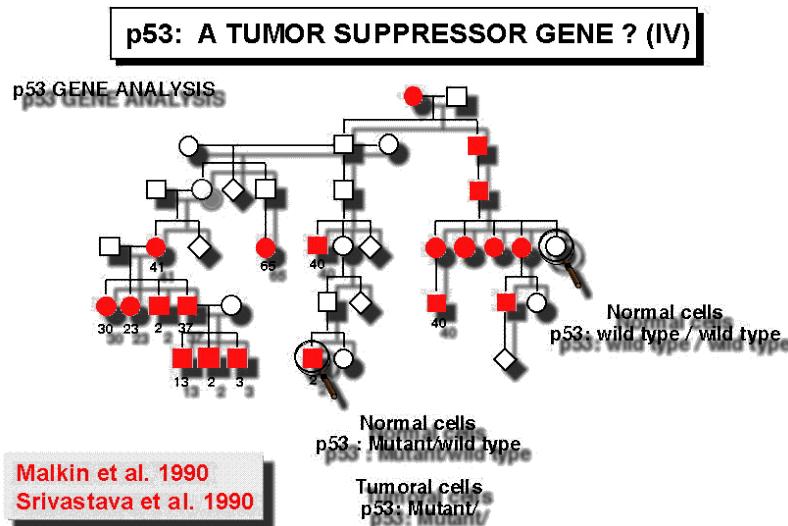 p53: A TUMOR SUPPRESSOR GENE ? (IV)
p53 GENE ANALYSIS
41
65
40
30 23 2 37
40
13 2 3
2
Normal cells
p53 : wild type / wild type
Normal cells
p53 : Mutant/wild type
Tumoral cells
p53: Mutant/
Malkin et al. 1990
Srivastava et al. 1990